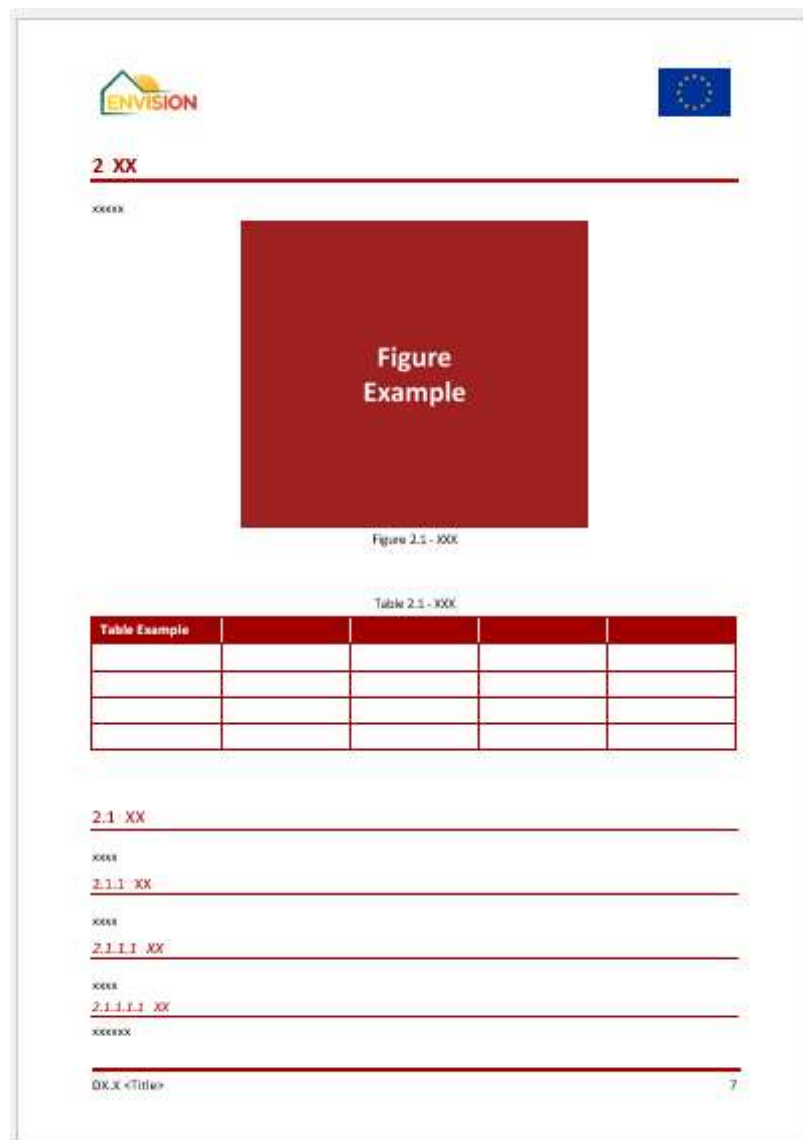 ENVISION
2 XX
xxxxx
Figure
Example
Figure 2.1 - XXX
Table 2.1 - XXX
Table Example
2.1 XX
xxxx
2.1.1 XX
xxxx
2.1.1.1 XX
xxxx
2.1.1.1.1 XX
xxxxxx
DX.X <Title> 7